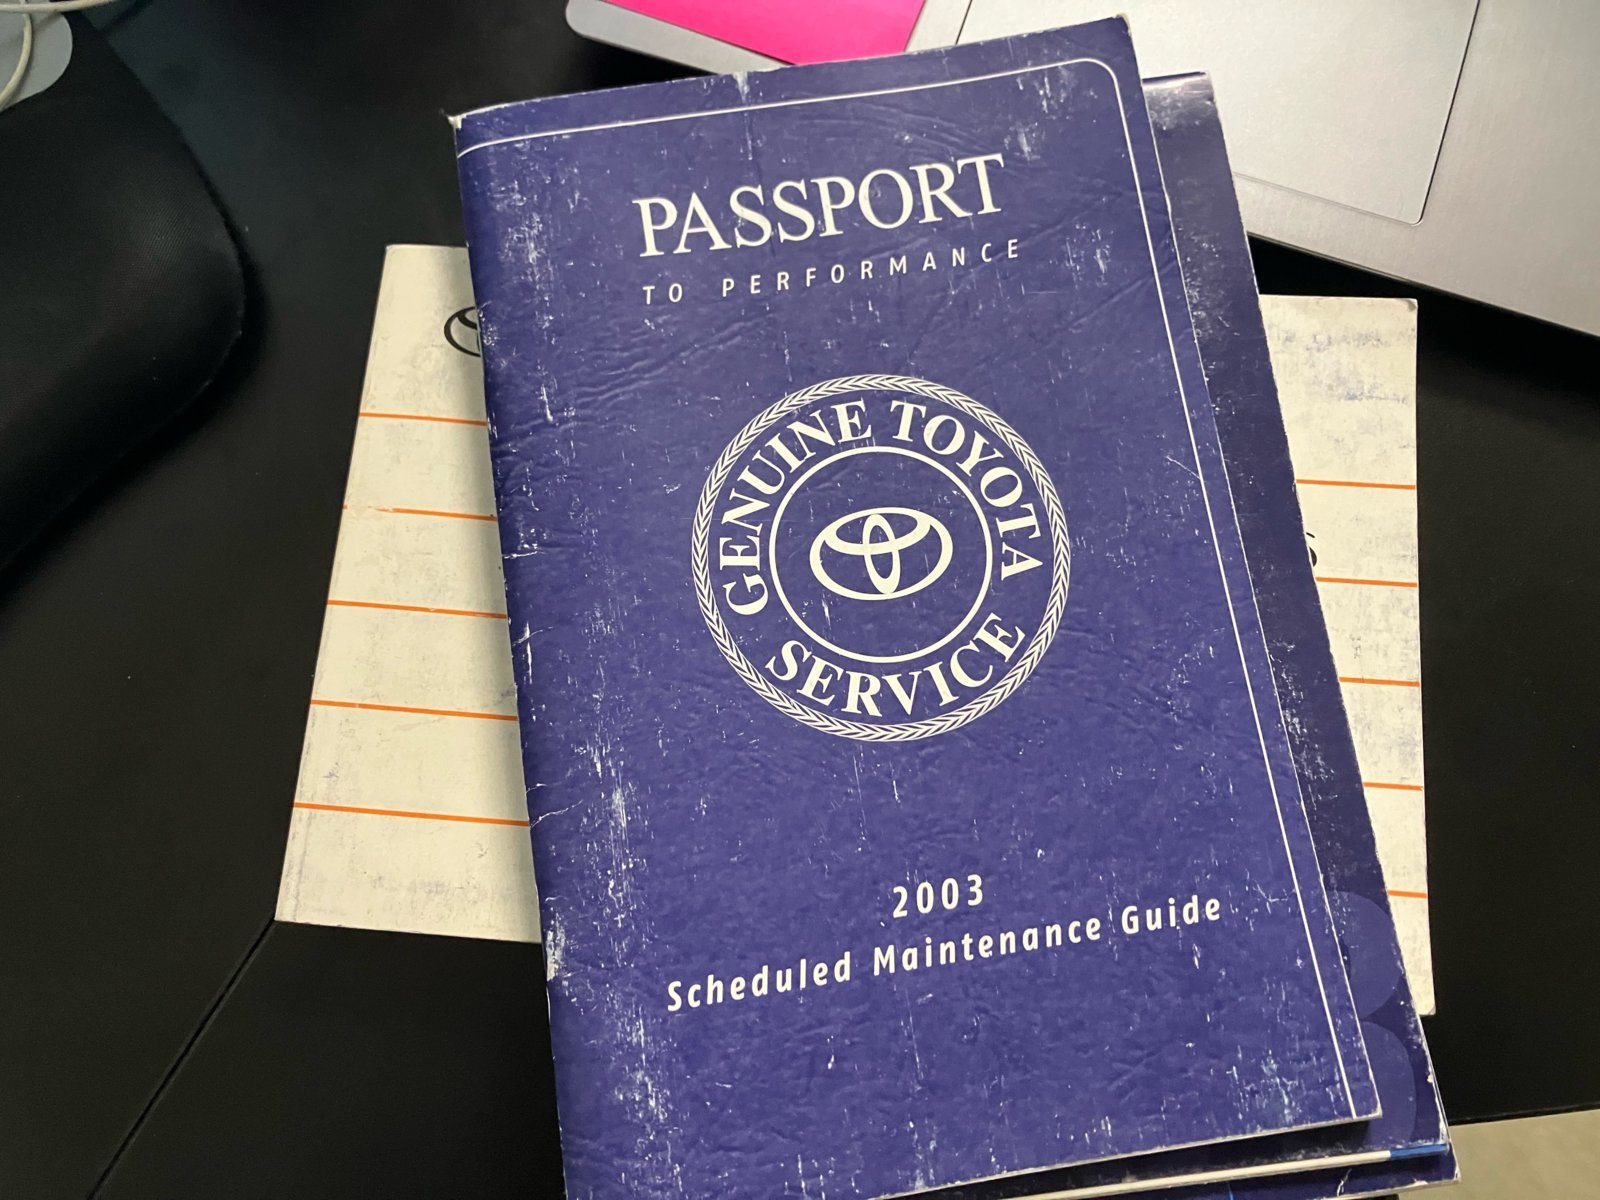 PASSPORT
TO PERFORMANCE
GENUINE TOYOTA
SERVICE
2003
Scheduled Maintenance Guide